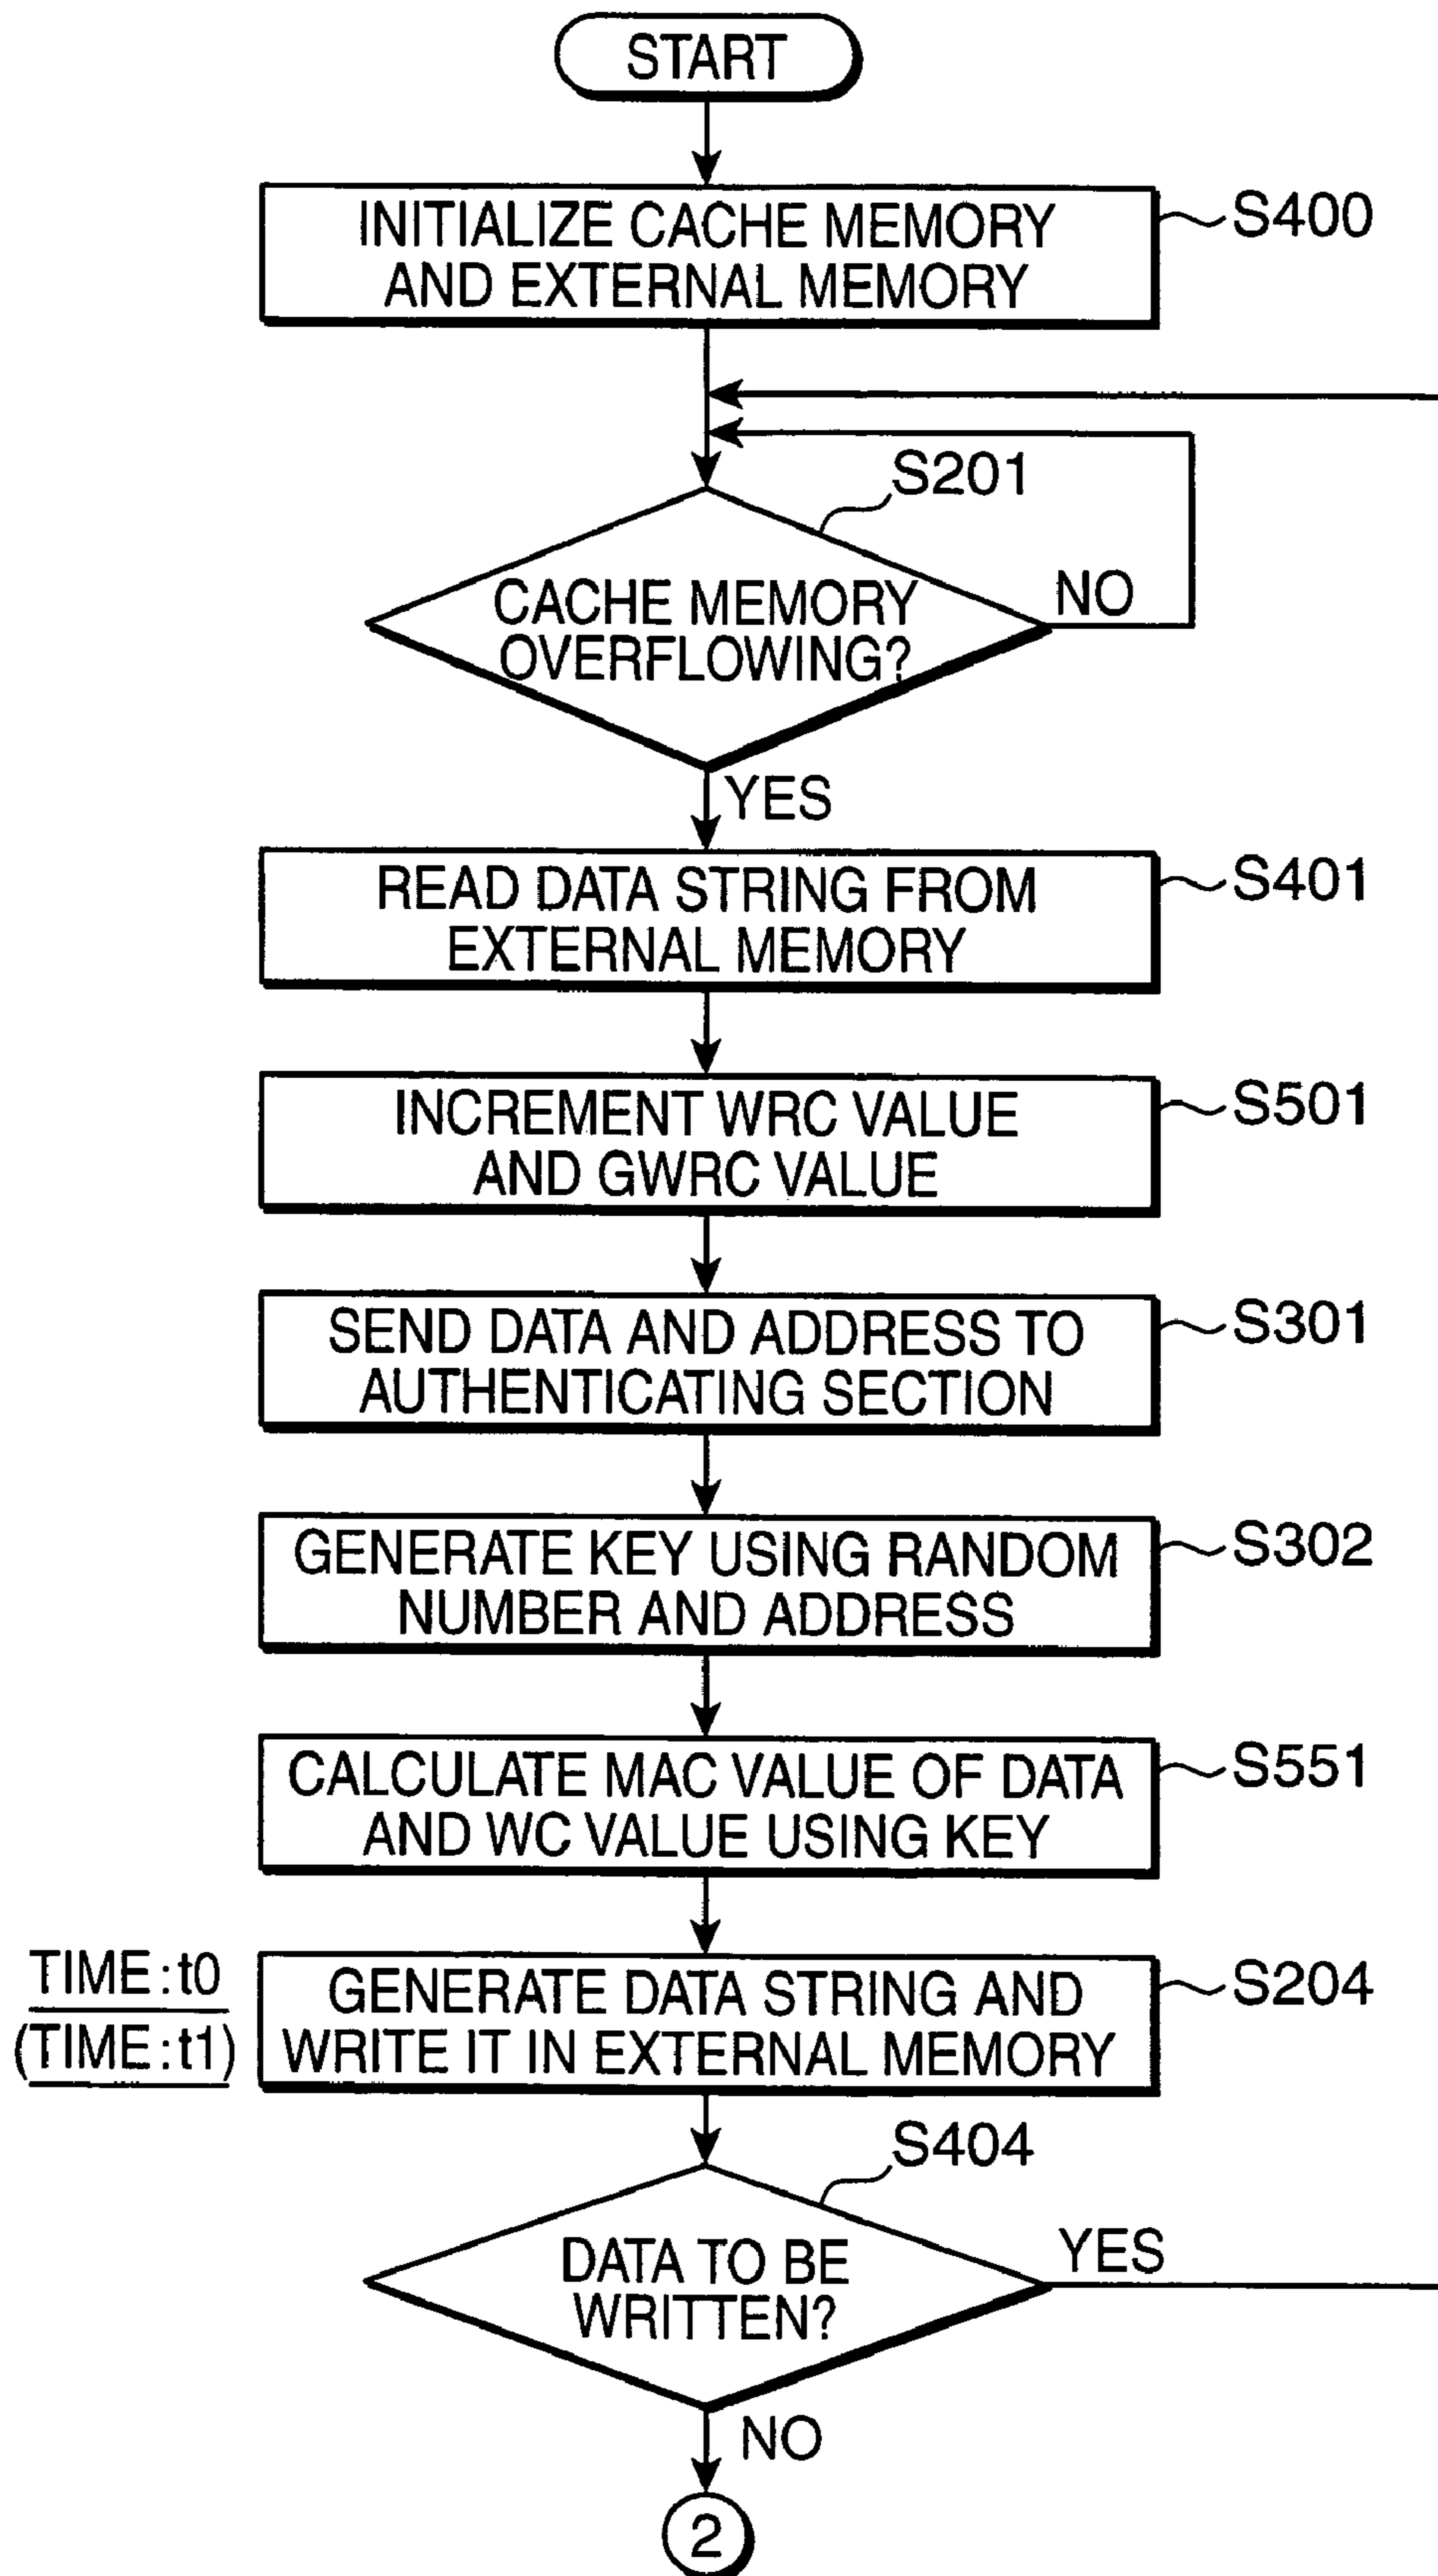 START
INITIALIZE CACHE MEMORY
AND EXTERNAL MEMORY
S400
S201
CACHE MEMORY
OVERFLOWING?
NO
YES
READ DATA STRING FROM
EXTERNAL MEMORY
S401
INCREMENT WRC VALUE
AND GWRC VALUE
S501
SEND DATA AND ADDRESS TO
AUTHENTICATING SECTION
S301
GENERATE KEY USING RANDOM
NUMBER AND ADDRESS
S302
CALCULATE MAC VALUE OF DATA
AND WC VALUE USING KEY
S551
TIME:t0
(TIME:t1)
GENERATE DATA STRING AND
WRITE IT IN EXTERNAL MEMORY
S204
S404
DATA TO BE
WRITTEN?
YES
NO
2